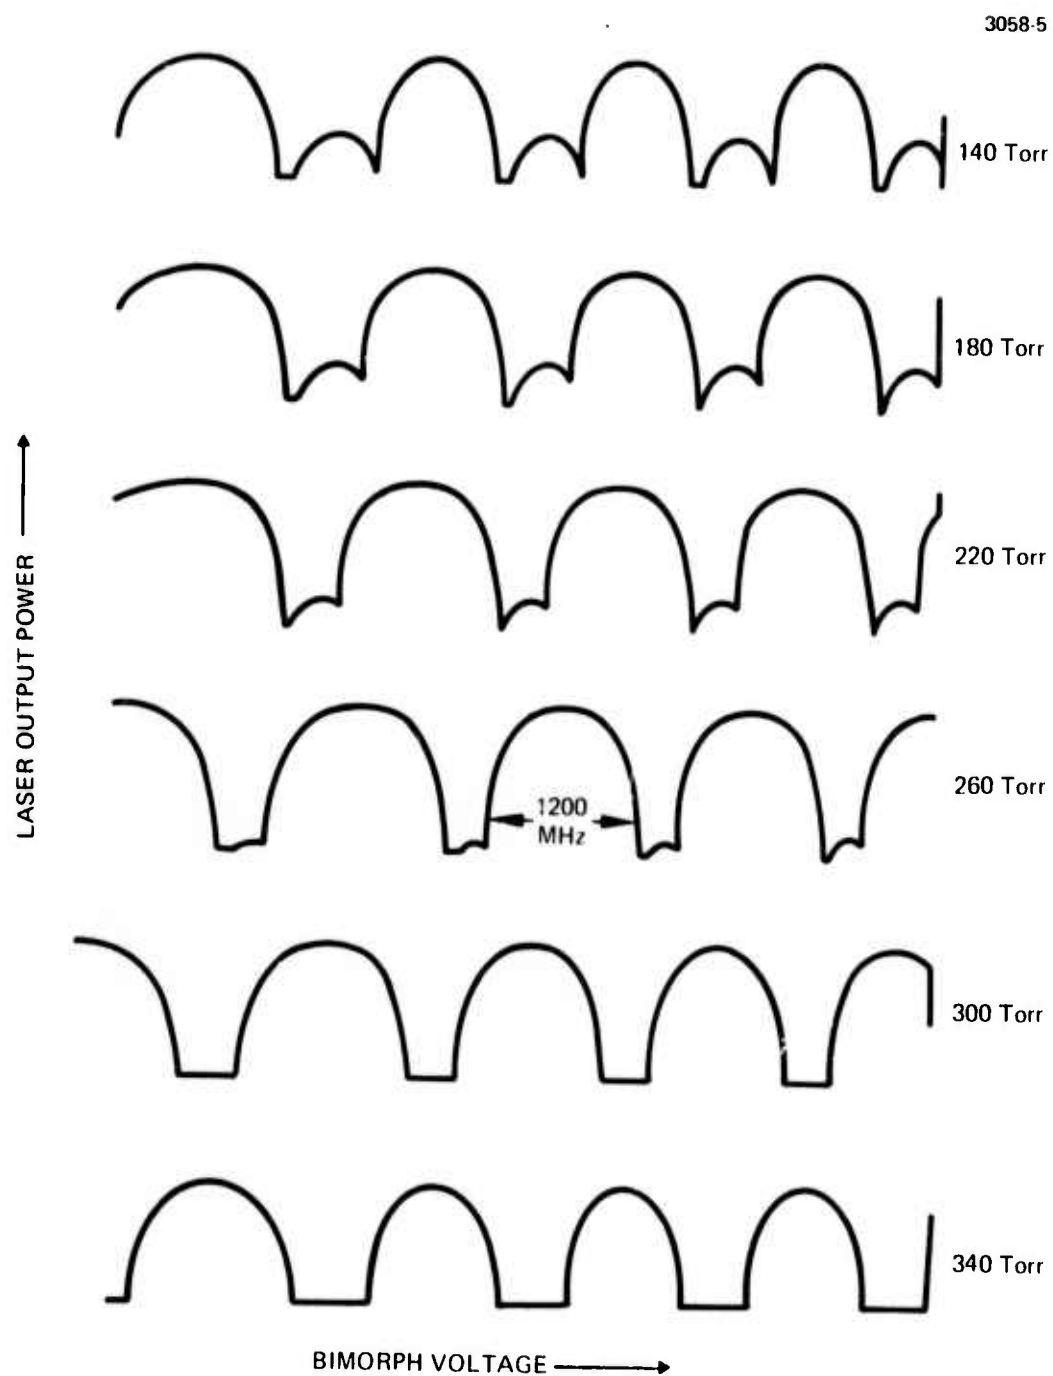 3058-5
140 Torr
180 Torr
220 Torr
260 Torr
1200
MHz
300 Torr
340 Torr
LASER OUTPUT POWER
BIMORPH VOLTAGE